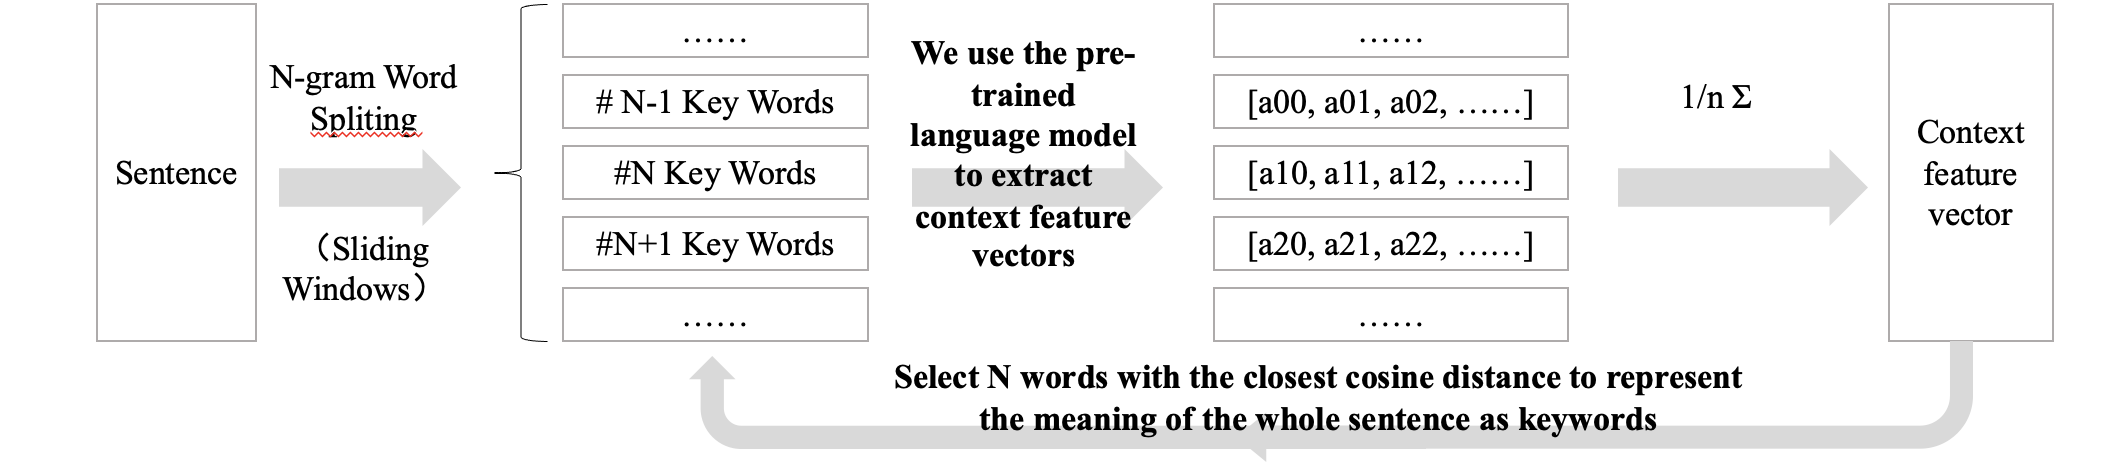 Sentence
N-gram Word
Spliting
（Sliding
Windows）
……
# N-1 Key Words
#N Key Words
#N+1 Key Words
……
We use the pre-
trained
language model
to extract
context feature
vectors
……
[a00, a01, a02, ……]
[a10, a11, a12, ……]
[a20, a21, a22, ……]
……
1/n Σ
Context
feature
vector
Select N words with the closest cosine distance to represent
the meaning of the whole sentence as keywords